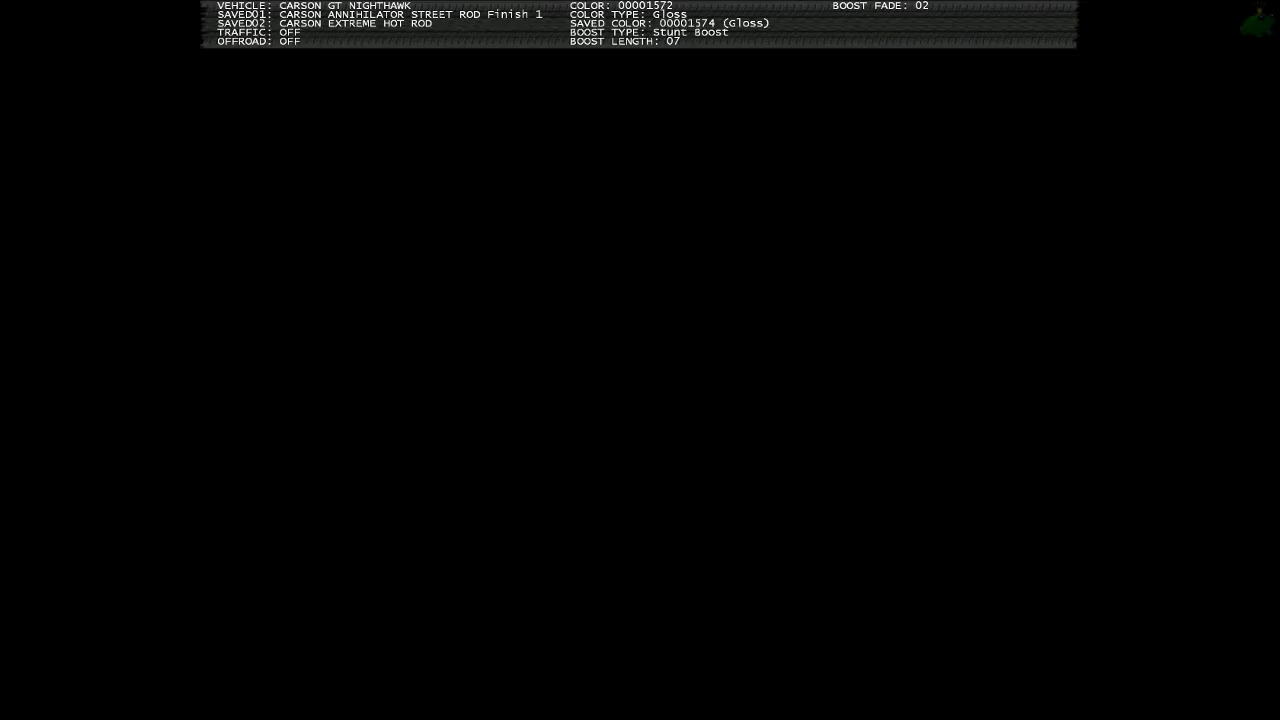 VEHICLE: CARSON GT NIGHTHAWK
SAVED01: CARSON ANNIHILATOR STREET ROD Finish 1
SAVED02: CARSON EXTREME HOT ROD
TRAFFIC: OFF
OFFROAD: OFF
COLOR: 00001572
COLOR TYPE: Gloss
SAVED COLOR: 00001574 (Gloss)
BOOST TYPE: Stunt Boost
BOOST LENGTH: 07
BOOST FADE: 02